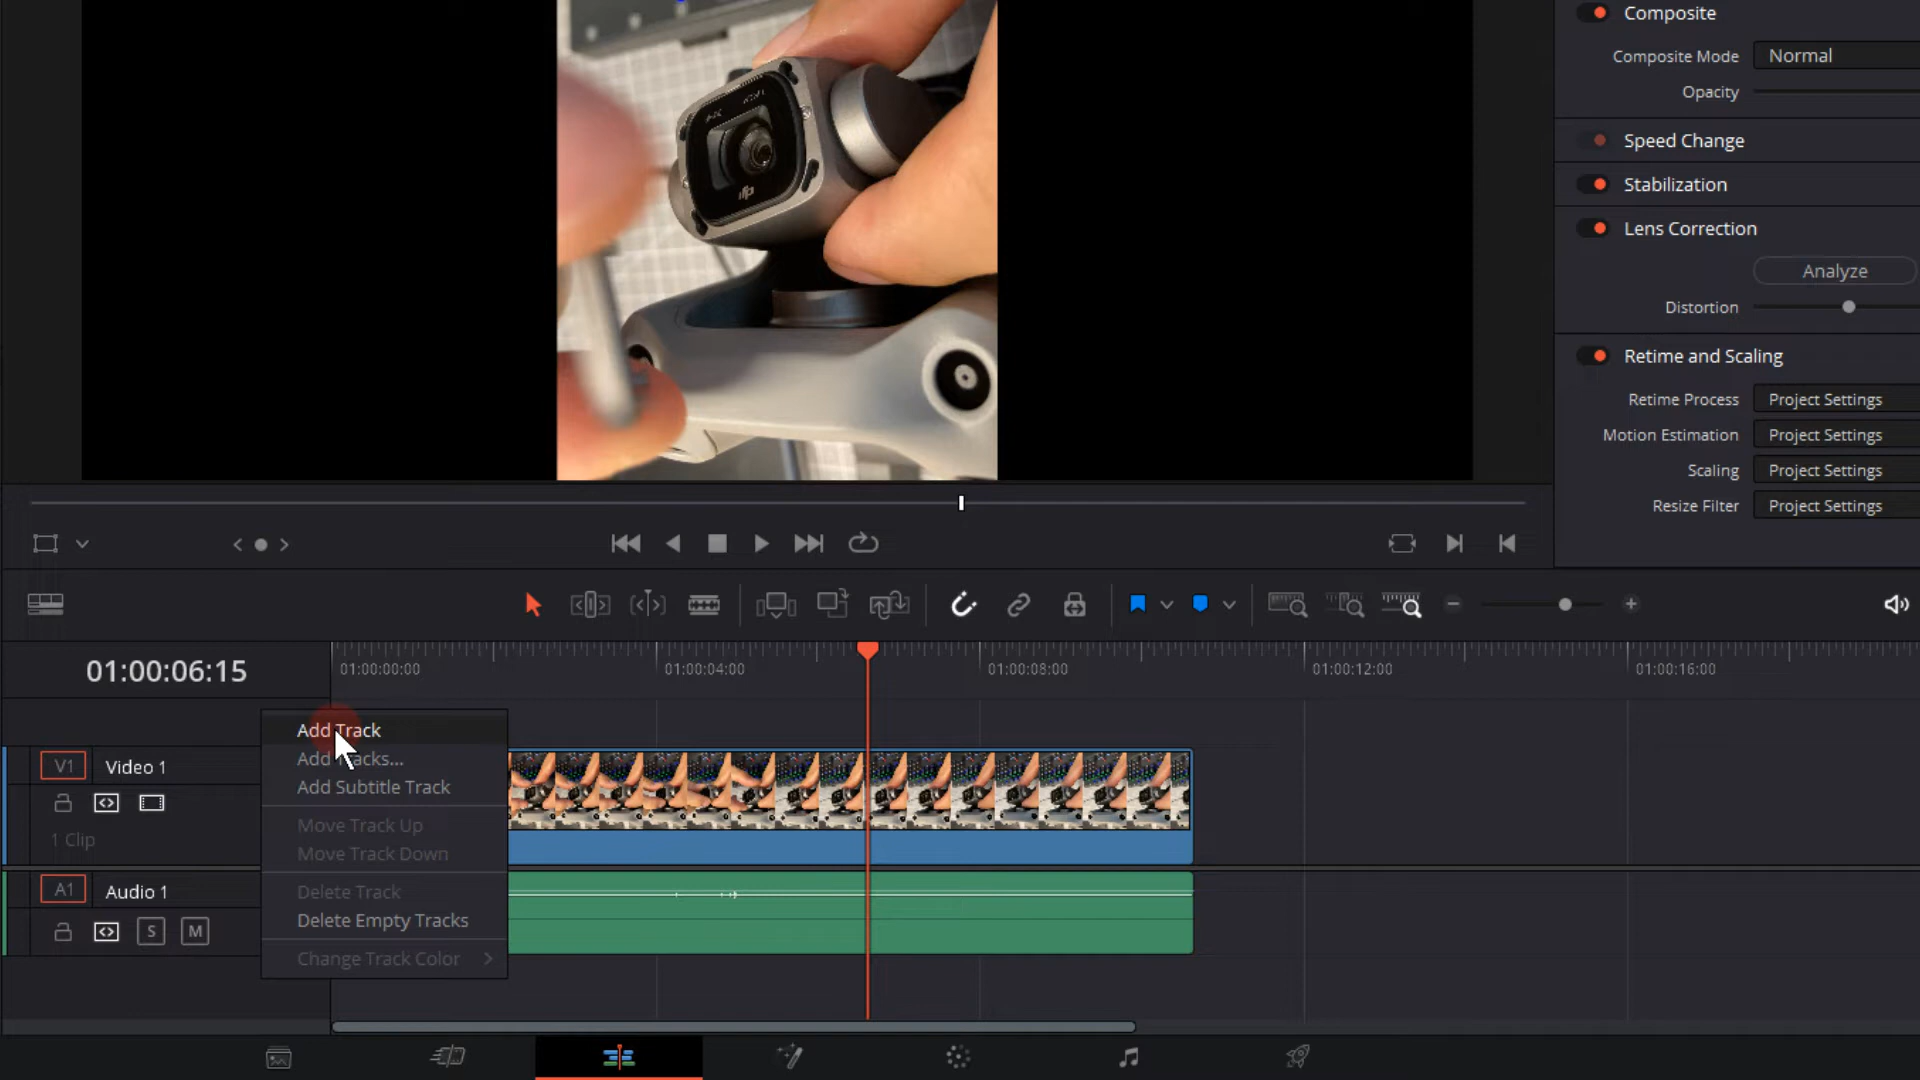 Composite
Composite Mode Normal
Opacity
Speed Change
Stabilization
Lens Correction
Analyze
Distortion
Retime and Scaling
Retime Process Project Settings
Motion Estimation Project Settings
Scaling Project Settings
Resize Filter Project Settings
01:00:06:15
01:00:00:00 01:00:04:00 01:00:08:00 01:00:12:00 01:00:16:00
V1 Video 1
1 Clip
A1 Audio 1
S M
Add Track
Add Tracks...
Add Subtitle Track
Move Track Up
Move Track Down
Delete Track
Delete Empty Tracks
Change Track Color